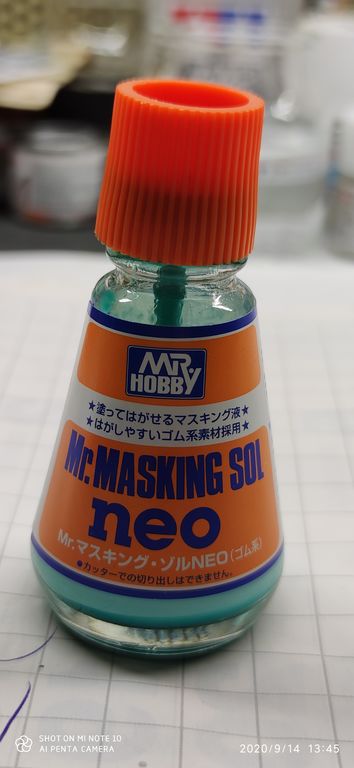 MR.
HOBBY
★塗ってはがせるマスキング液★
★はがしやすいゴム系素材採用★
Mr.MASKING SOL
neo
Mr.マスキング・ゾルNEO(ゴム系)
●カッターでの切り出しはできません。
SHOT ON MI NOTE 10
AI PENTA CAMERA
2020/9/14 13:45